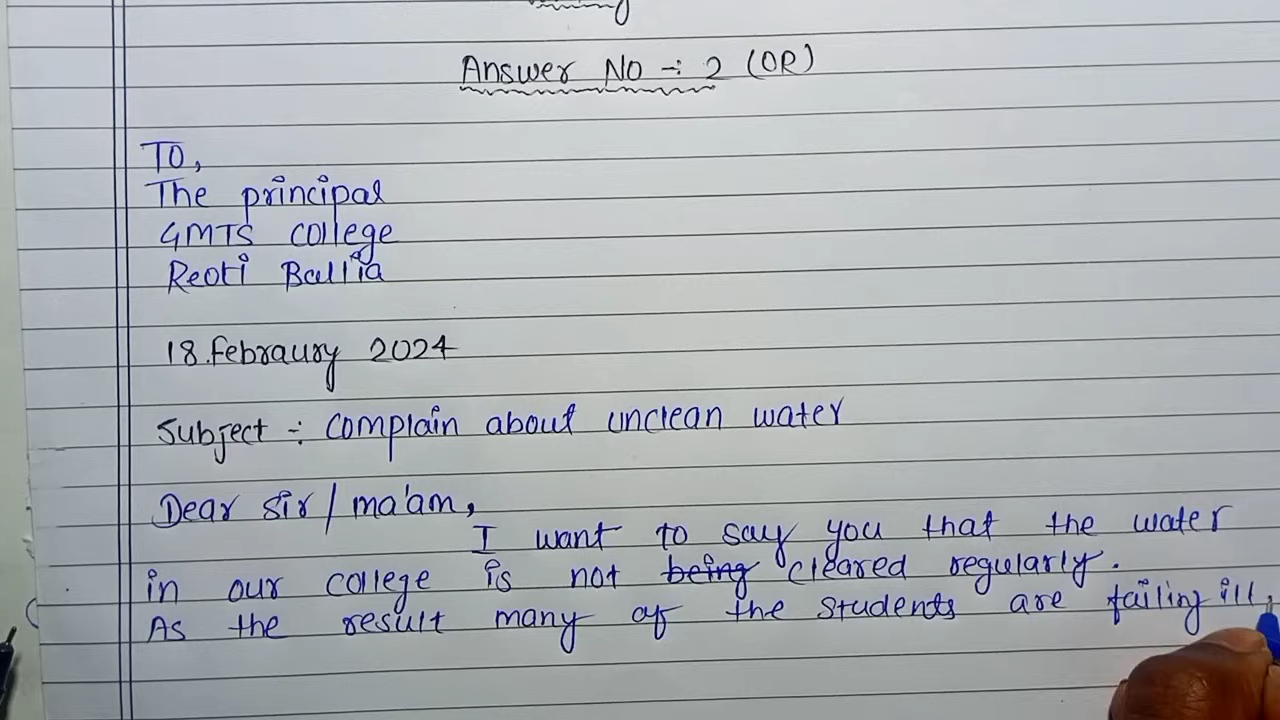 Answer No -: 2 (OR)
To,
The principal
GMTS college
Reoti Ballia
18.Febraury 2024
Subject -: complain about unclean water
Dear Sir/ma'am,
I want to say you that the water
in our college is not being cleared regularly.
As the result many of the students are failing ill,